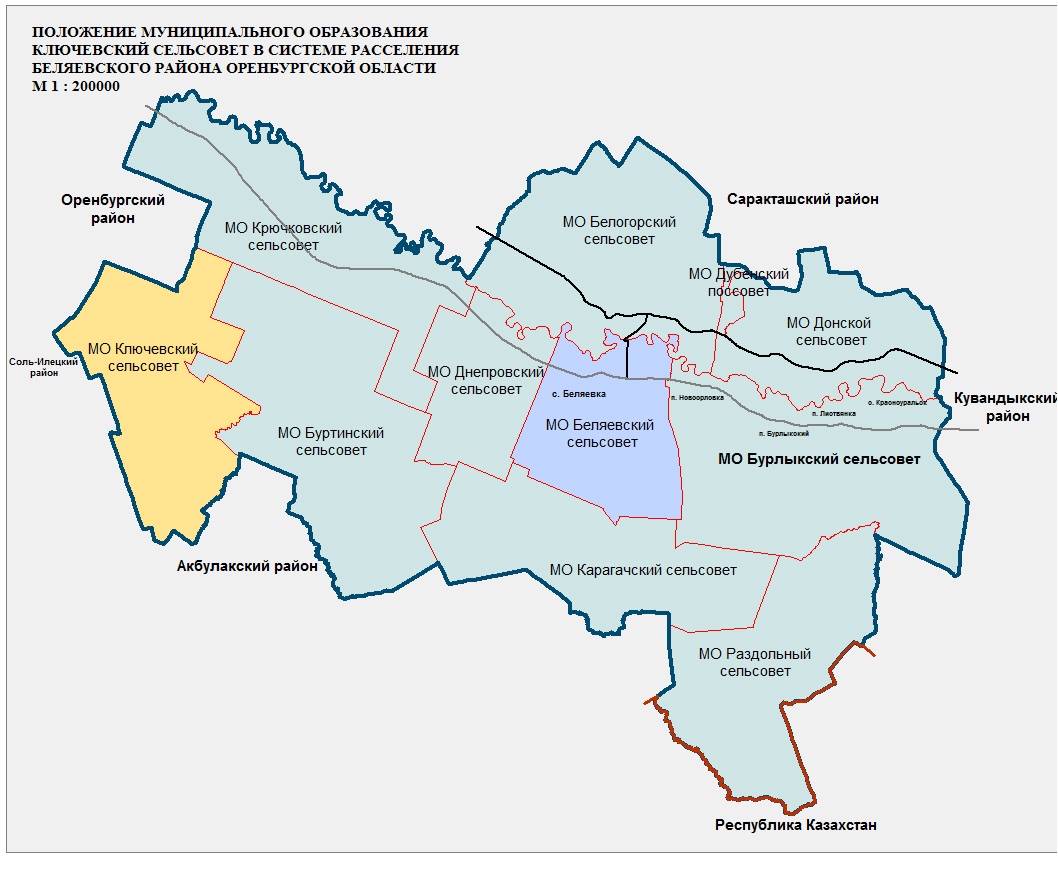 ПОЛОЖЕНИЕ МУНИЦИПАЛЬНОГО ОБРАЗОВАНИЯ
КЛЮЧЕВСКИЙ СЕЛЬСОВЕТ В СИСТЕМЕ РАССЕЛЕНИЯ
БЕЛЯЕВСКОГО РАЙОНА ОРЕНБУРГСКОЙ ОБЛАСТИ
М 1 : 200000
Оренбургский
район
Саракташский район
МО Крючковский
сельсовет
МО Белогорский
сельсовет
МО Дубенский
поссовет
МО Донской
сельсовет
Соль-Илецкий
район
МО Ключевский
сельсовет
МО Днепровский
сельсовет
с. Беляевка
п. Новоорловка
о. Красноуральск
п. Листвянка
п. Бурлыкский
Кувандыкский
район
МО Буртинский
сельсовет
МО Беляевский
сельсовет
МО Бурлыкский сельсовет
Акбулакский район
МО Карагачский сельсовет
МО Раздольный
сельсовет
Республика Казахстан